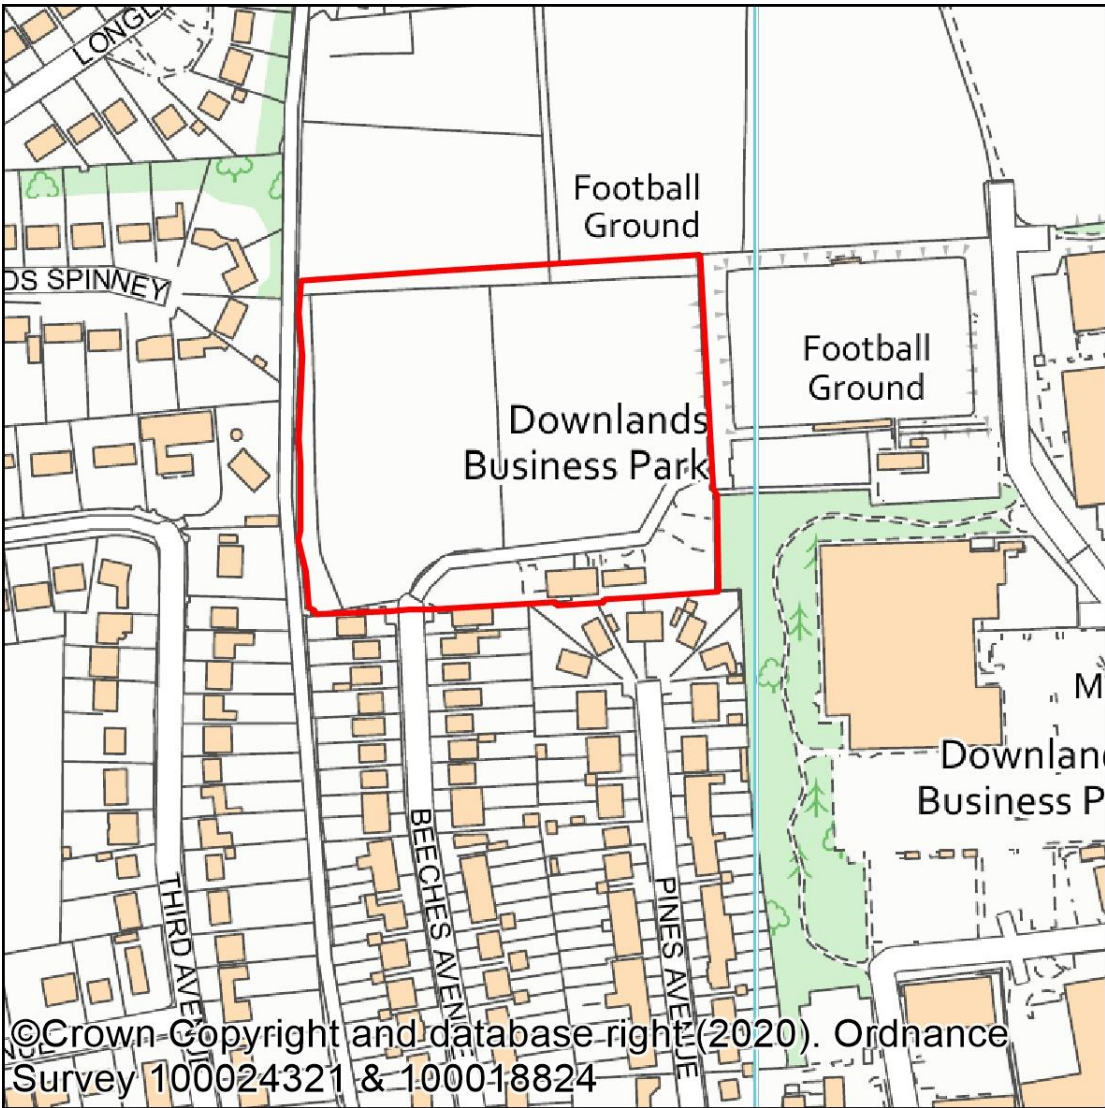 Football
Ground
DS SPINNEY
Football
Ground
Downlands
Business Park
Downland
Business P
BEECHES AVENUE
THIRD AVENUE
PINES AVENUE
©Crown Copyright and database right (2020). Ordnance
Survey 100024321 & 100018824